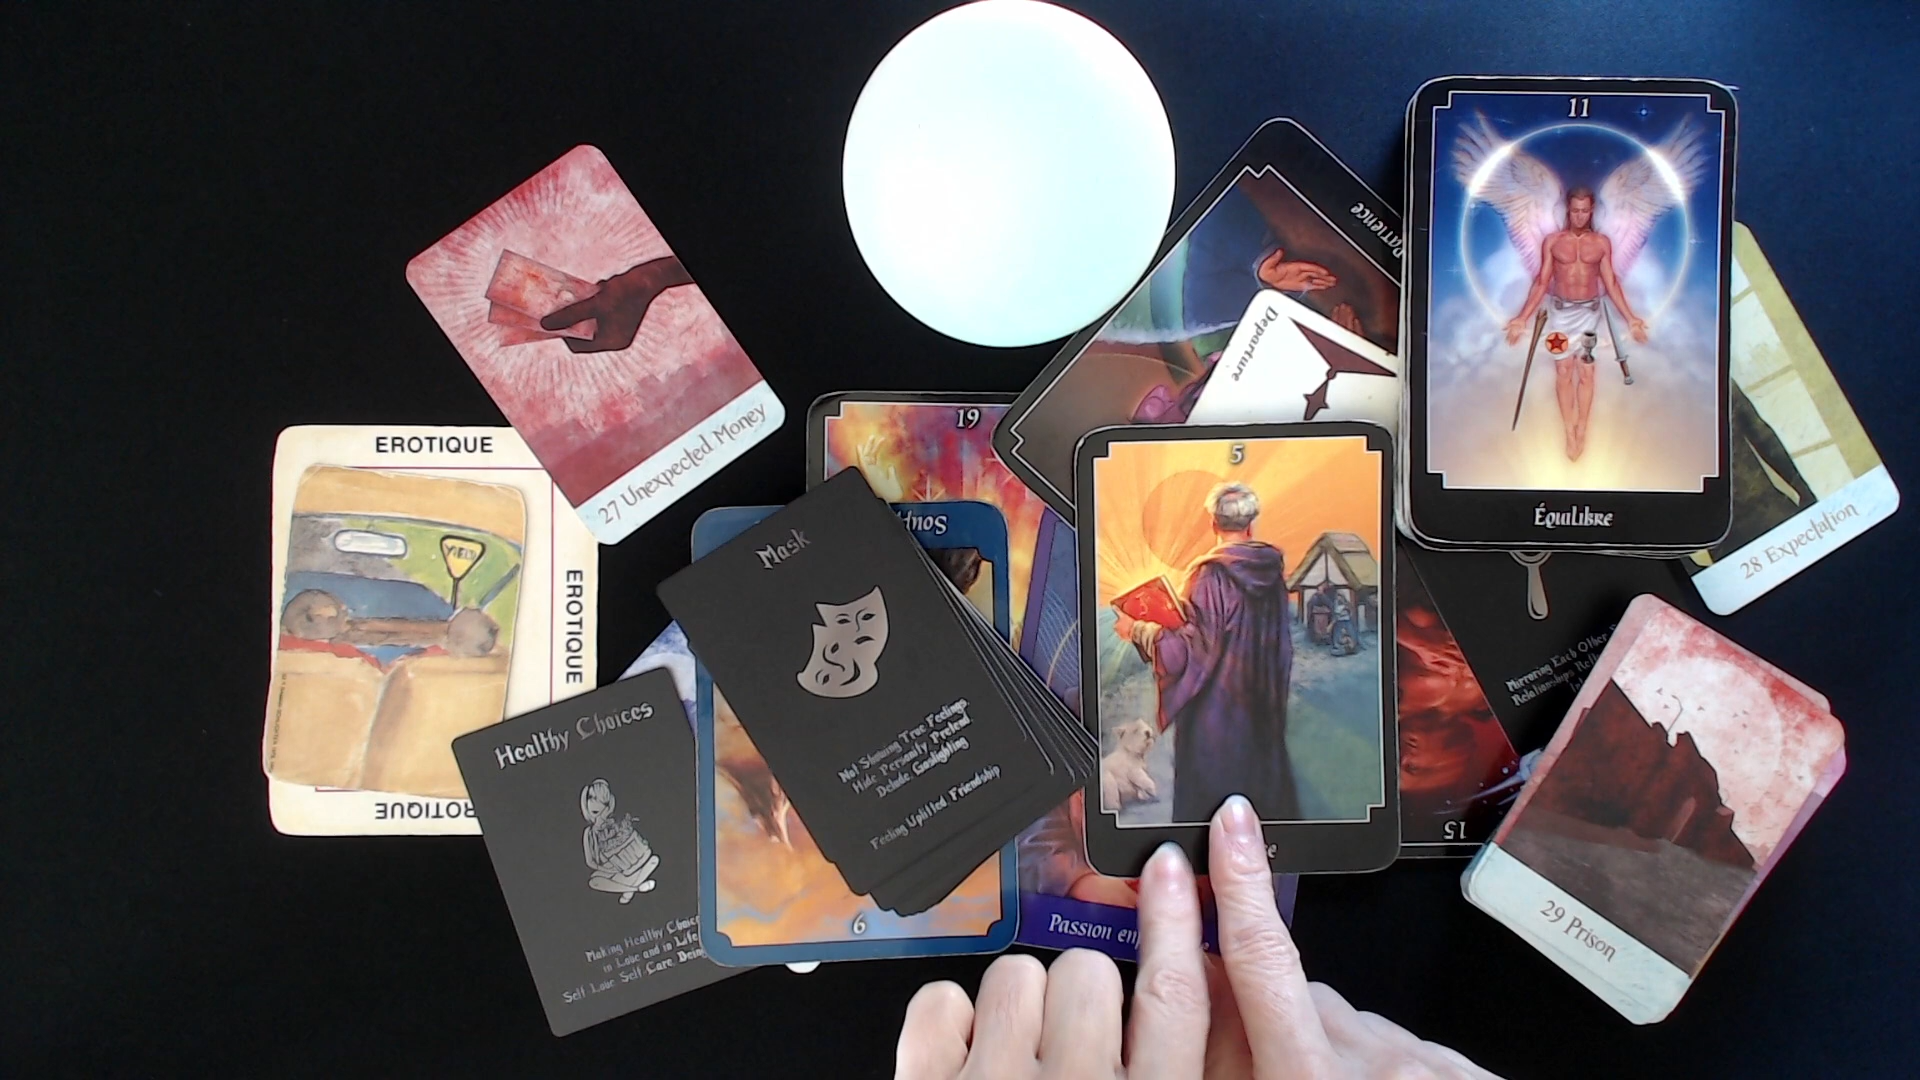 11
Équilibre
Patience
Departure
19
5
EROTIQUE
EROTIQUE
EROTIQUE
27 Unexpected Money
YIELD
28 Expectation
Mask
Not Showing True Feelings
Hide Personality Pretend
Delude Gaslighting
Feeling Uplifted Friendship
Mirroring Each Other
Relationships
Healthy Choices
Making Healthy
in Love and in Life
Self Love Self Care Being
6
Passion
15
29 Prison